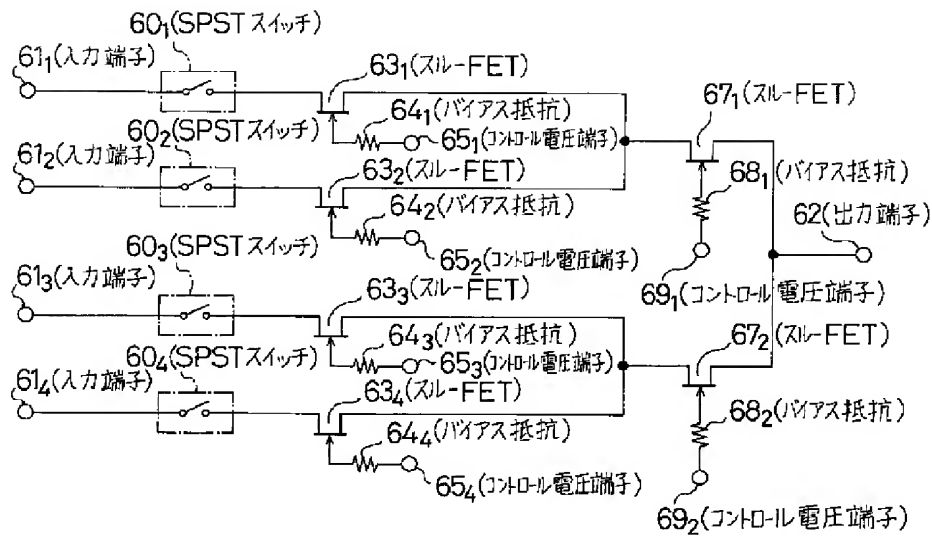 60₁(SPSTスイッチ)
61₁(入力端子)
63₁(スルーFET)
64₁(バイアス抵抗)
65₁(コントロール電圧端子)
67₁(スルーFET)
60₂(SPSTスイッチ)
61₂(入力端子)
63₂(スルーFET)
64₂(バイアス抵抗)
65₂(コントロール電圧端子)
68₁(バイアス抵抗)
62(出力端子)
69₁(コントロール電圧端子)
60₃(SPSTスイッチ)
61₃(入力端子)
63₃(スルーFET)
64₃(バイアス抵抗)
65₃(コントロール電圧端子)
67₂(スルーFET)
60₄(SPSTスイッチ)
61₄(入力端子)
63₄(スルーFET)
64₄(バイアス抵抗)
65₄(コントロール電圧端子)
68₂(バイアス抵抗)
69₂(コントロール電圧端子)